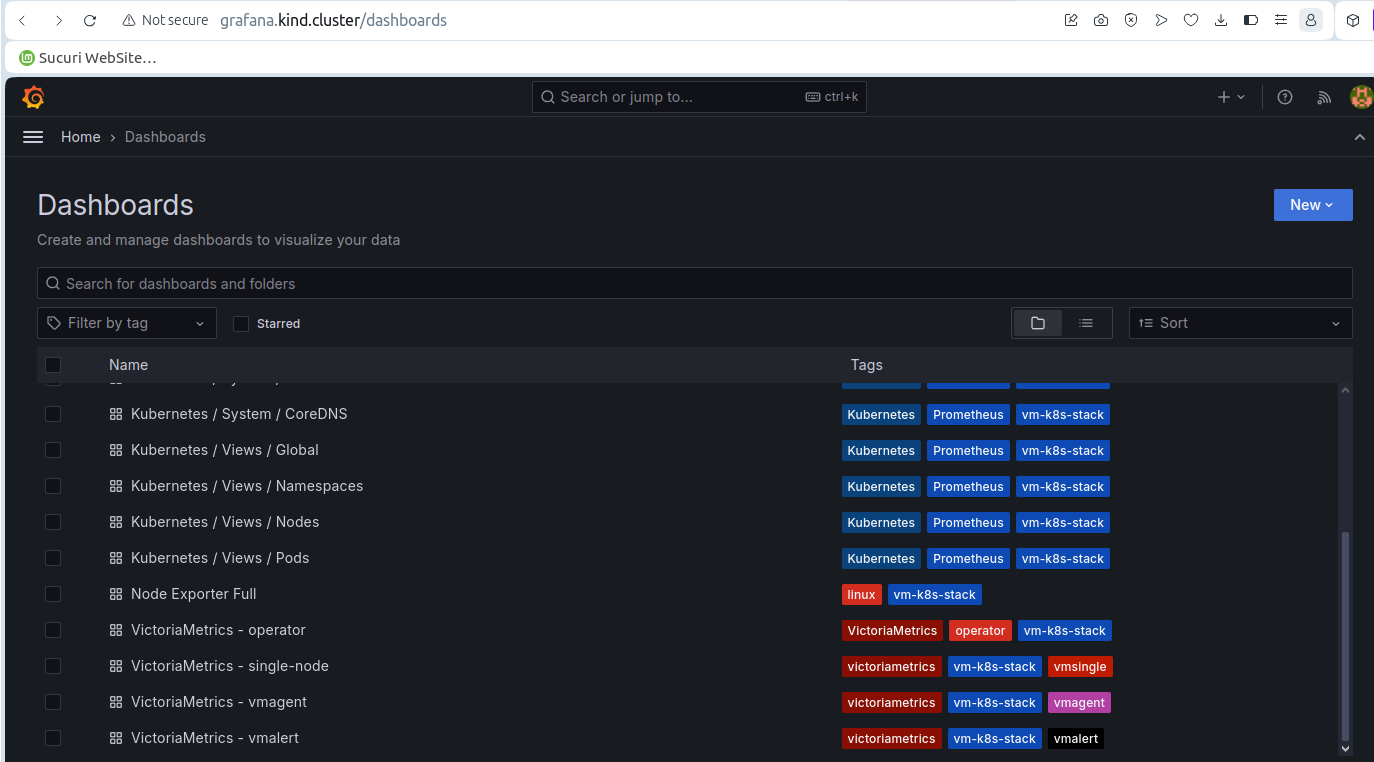 Not secure grafana.kind.cluster/dashboards
Sucuri WebSite...
Search or jump to... ctrl+k
Home › Dashboards
Dashboards
New
Create and manage dashboards to visualize your data
Search for dashboards and folders
Filter by tag Starred Sort
Name Tags
Kubernetes / System / CoreDNS Kubernetes Prometheus vm-k8s-stack
Kubernetes / Views / Global Kubernetes Prometheus vm-k8s-stack
Kubernetes / Views / Namespaces Kubernetes Prometheus vm-k8s-stack
Kubernetes / Views / Nodes Kubernetes Prometheus vm-k8s-stack
Kubernetes / Views / Pods Kubernetes Prometheus vm-k8s-stack
Node Exporter Full linux vm-k8s-stack
VictoriaMetrics - operator VictoriaMetrics operator vm-k8s-stack
VictoriaMetrics - single-node victoriametrics vm-k8s-stack vmsingle
VictoriaMetrics - vmagent victoriametrics vm-k8s-stack vmagent
VictoriaMetrics - vmalert victoriametrics vm-k8s-stack vmalert